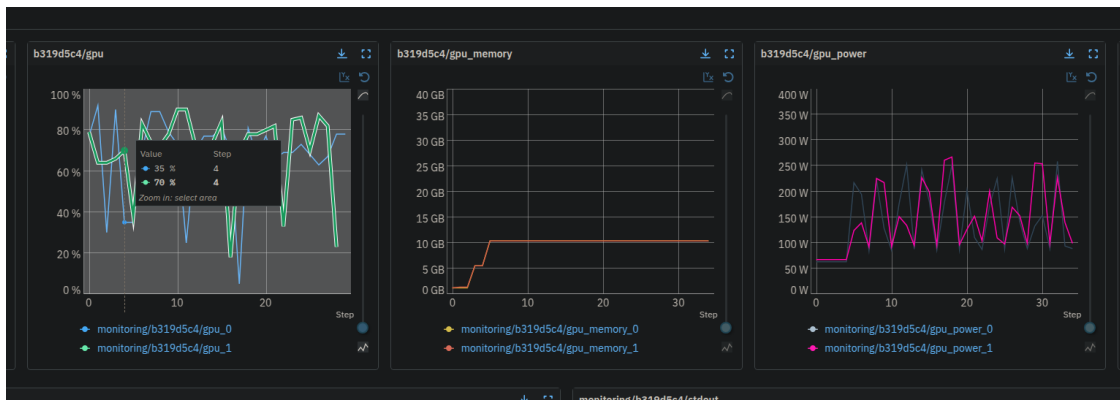 b319d5c4/gpu
100 %
80 %
60 %
40 %
20 %
0 %
0
10
20
Step
Value Step
35 % 4
70 % 4
Zoom in: select area
monitoring/b319d5c4/gpu_0
monitoring/b319d5c4/gpu_1
b319d5c4/gpu_memory
40 GB
35 GB
30 GB
25 GB
20 GB
15 GB
10 GB
5 GB
0 GB
0
10
20
30
Step
monitoring/b319d5c4/gpu_memory_0
monitoring/b319d5c4/gpu_memory_1
b319d5c4/gpu_power
400 W
350 W
300 W
250 W
200 W
150 W
100 W
50 W
0 W
0
10
20
30
Step
monitoring/b319d5c4/gpu_power_0
monitoring/b319d5c4/gpu_power_1
monitoring/b319d5c4/stdout